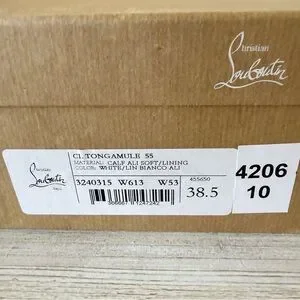 Christian
Louboutin
CL TONGAMULE 55
MATERIAL: CALF ALI SOFT/LINING
COLOR: WHITE/LIN BIANCO ALI
3240315 W613 W53
455650
38.5
4206
10